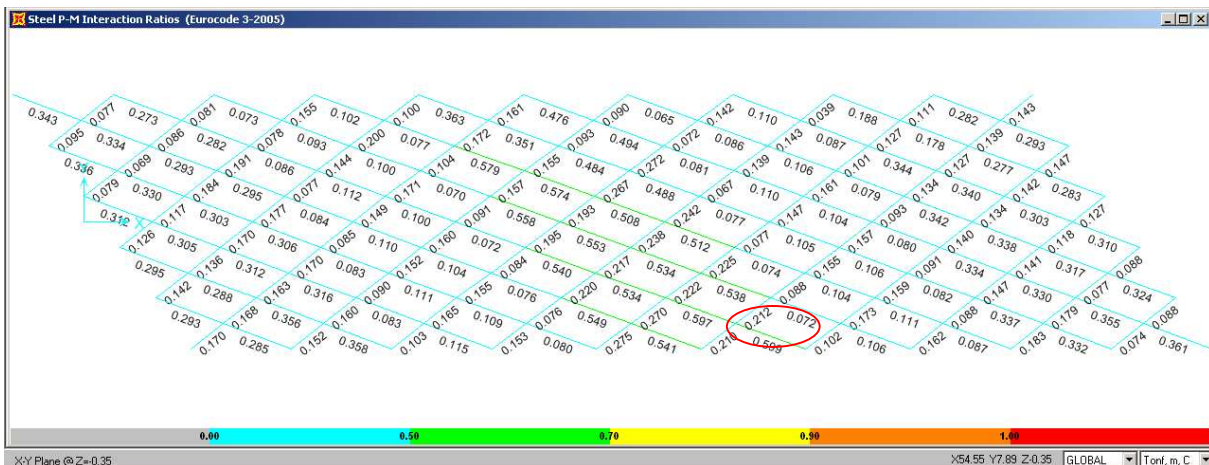 Steel P-M Interaction Ratios (Eurocode 3-2005)
0.343 0.077 0.273 0.081 0.073 0.155 0.102 0.100 0.363 0.161 0.476 0.090 0.065 0.142 0.110 0.039 0.188 0.111 0.282 0.143
0.095 0.334 0.086 0.282 0.078 0.093 0.200 0.077 0.172 0.351 0.093 0.494 0.072 0.086 0.143 0.087 0.127 0.178 0.139 0.293
0.336 0.069 0.293 0.191 0.086 0.144 0.100 0.104 0.579 0.155 0.484 0.272 0.081 0.139 0.106 0.101 0.344 0.127 0.277 0.147
0.079 0.330 0.184 0.295 0.077 0.112 0.171 0.070 0.157 0.574 0.267 0.488 0.067 0.110 0.161 0.079 0.134 0.340 0.142 0.283
X 0.117 0.303 0.177 0.084 0.149 0.100 0.091 0.558 0.193 0.508 0.242 0.077 0.147 0.104 0.093 0.342 0.134 0.303 0.127
0.126 0.305 0.170 0.306 0.085 0.110 0.160 0.072 0.195 0.553 0.238 0.512 0.077 0.105 0.157 0.080 0.140 0.338 0.118 0.310
0.295 0.136 0.312 0.170 0.083 0.152 0.104 0.084 0.540 0.217 0.534 0.225 0.074 0.155 0.106 0.091 0.334 0.141 0.317 0.088
0.142 0.288 0.163 0.316 0.090 0.111 0.155 0.076 0.220 0.534 0.222 0.538 0.088 0.104 0.159 0.082 0.147 0.330 0.077 0.324
0.293 0.168 0.356 0.160 0.083 0.165 0.109 0.076 0.549 0.270 0.597 0.212 0.072 0.173 0.111 0.088 0.337 0.179 0.355 0.088
0.170 0.285 0.152 0.358 0.103 0.115 0.153 0.080 0.275 0.541 0.210 0.599 0.102 0.106 0.162 0.087 0.183 0.332 0.074 0.361
0.00 0.50 0.70 0.90 1.00
X-Y Plane @ Z=-0.35 X54.55 Y7.89 Z-0.35 GLOBAL Tonf, m, C